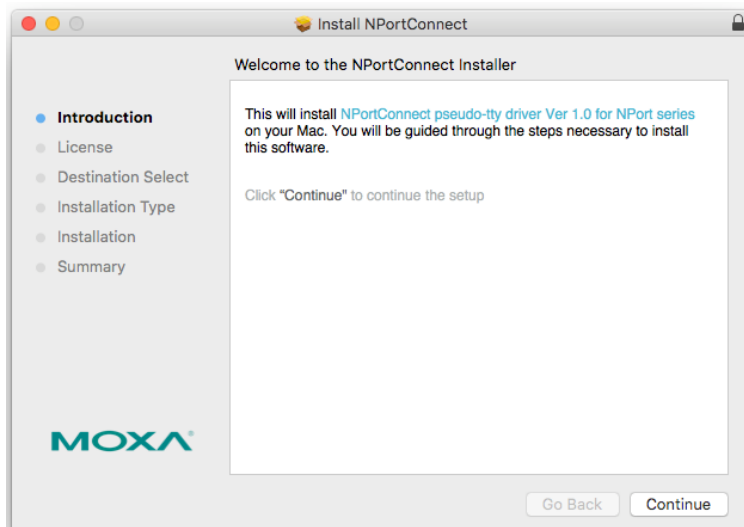 Install NPortConnect
Welcome to the NPortConnect Installer
Introduction
License
Destination Select
Installation Type
Installation
Summary
This will install NPortConnect pseudo-tty driver Ver 1.0 for NPort series
on your Mac. You will be guided through the steps necessary to install
this software.
Click “Continue" to continue the setup
MOXA®
Go Back
Continue